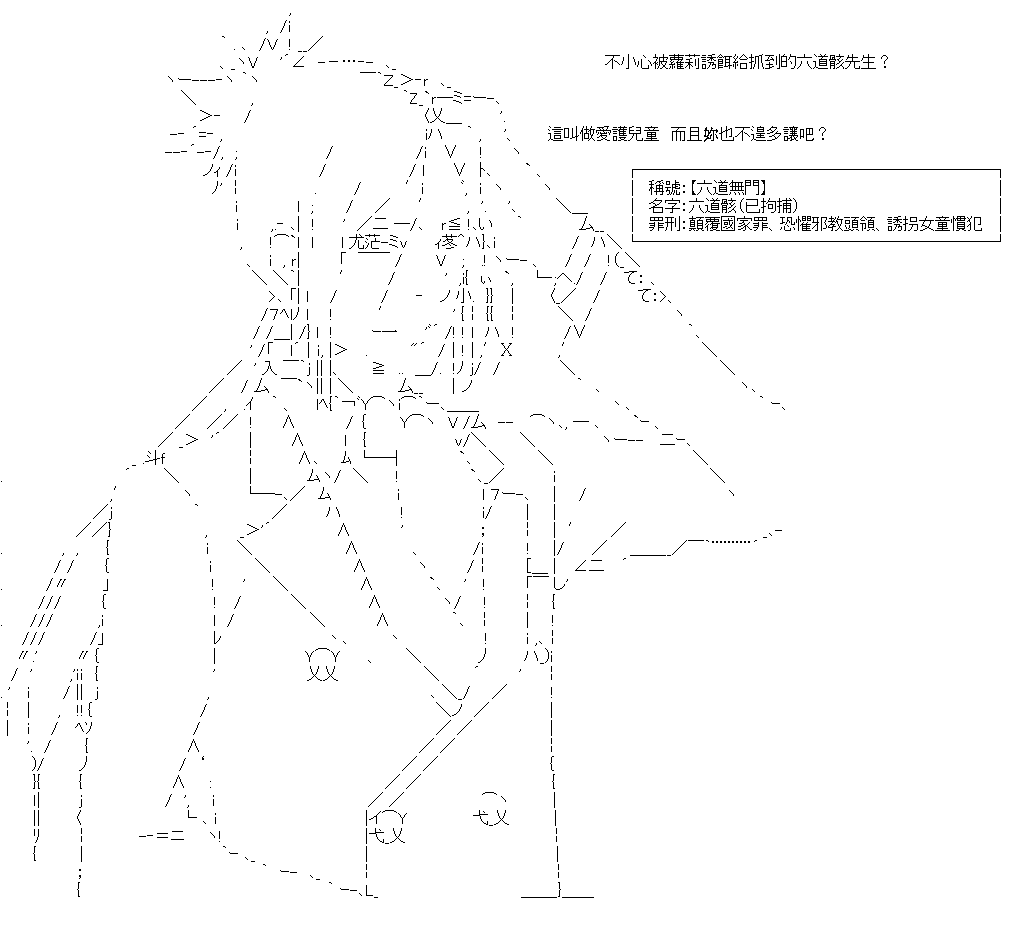 不小心被蘿莉誘餌給抓到的六道骸先生？
這叫做愛護兒童　而且妳也不遑多讓吧？
稱號：【六道無門】
名字：六道骸（已拘捕）
罪刑：顛覆國家罪、恐懼邪教頭領、誘拐女童慣犯